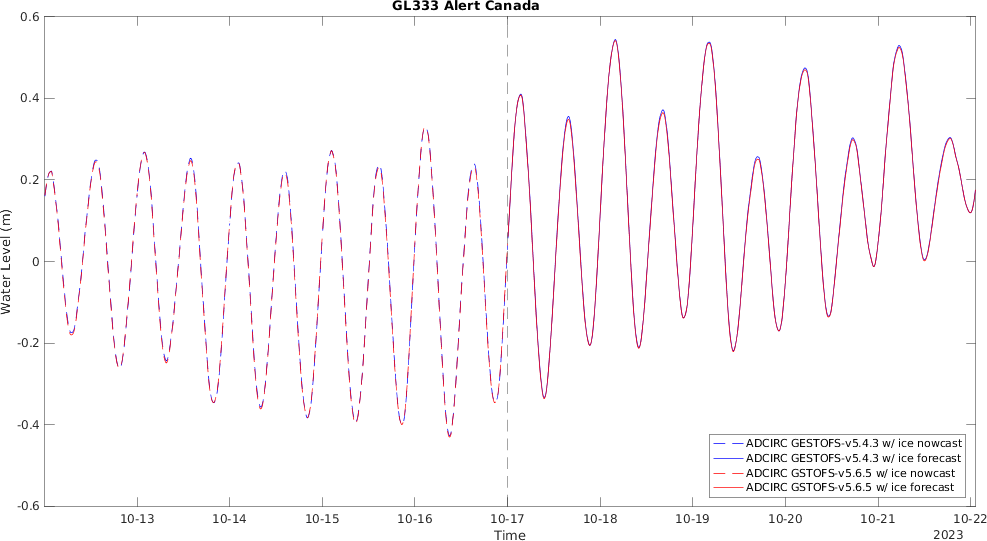 GL333 Alert Canada
0.6
0.4
0.2
0
-0.2
-0.4
-0.6
Water Level (m)
10-13 10-14 10-15 10-16 10-17 10-18 10-19 10-20 10-21 10-22
Time
2023
ADCIRC GESTOFS-v5.4.3 w/ ice nowcast
ADCIRC GESTOFS-v5.4.3 w/ ice forecast
ADCIRC GSTOFS-v5.6.5 w/ ice nowcast
ADCIRC GSTOFS-v5.6.5 w/ ice forecast